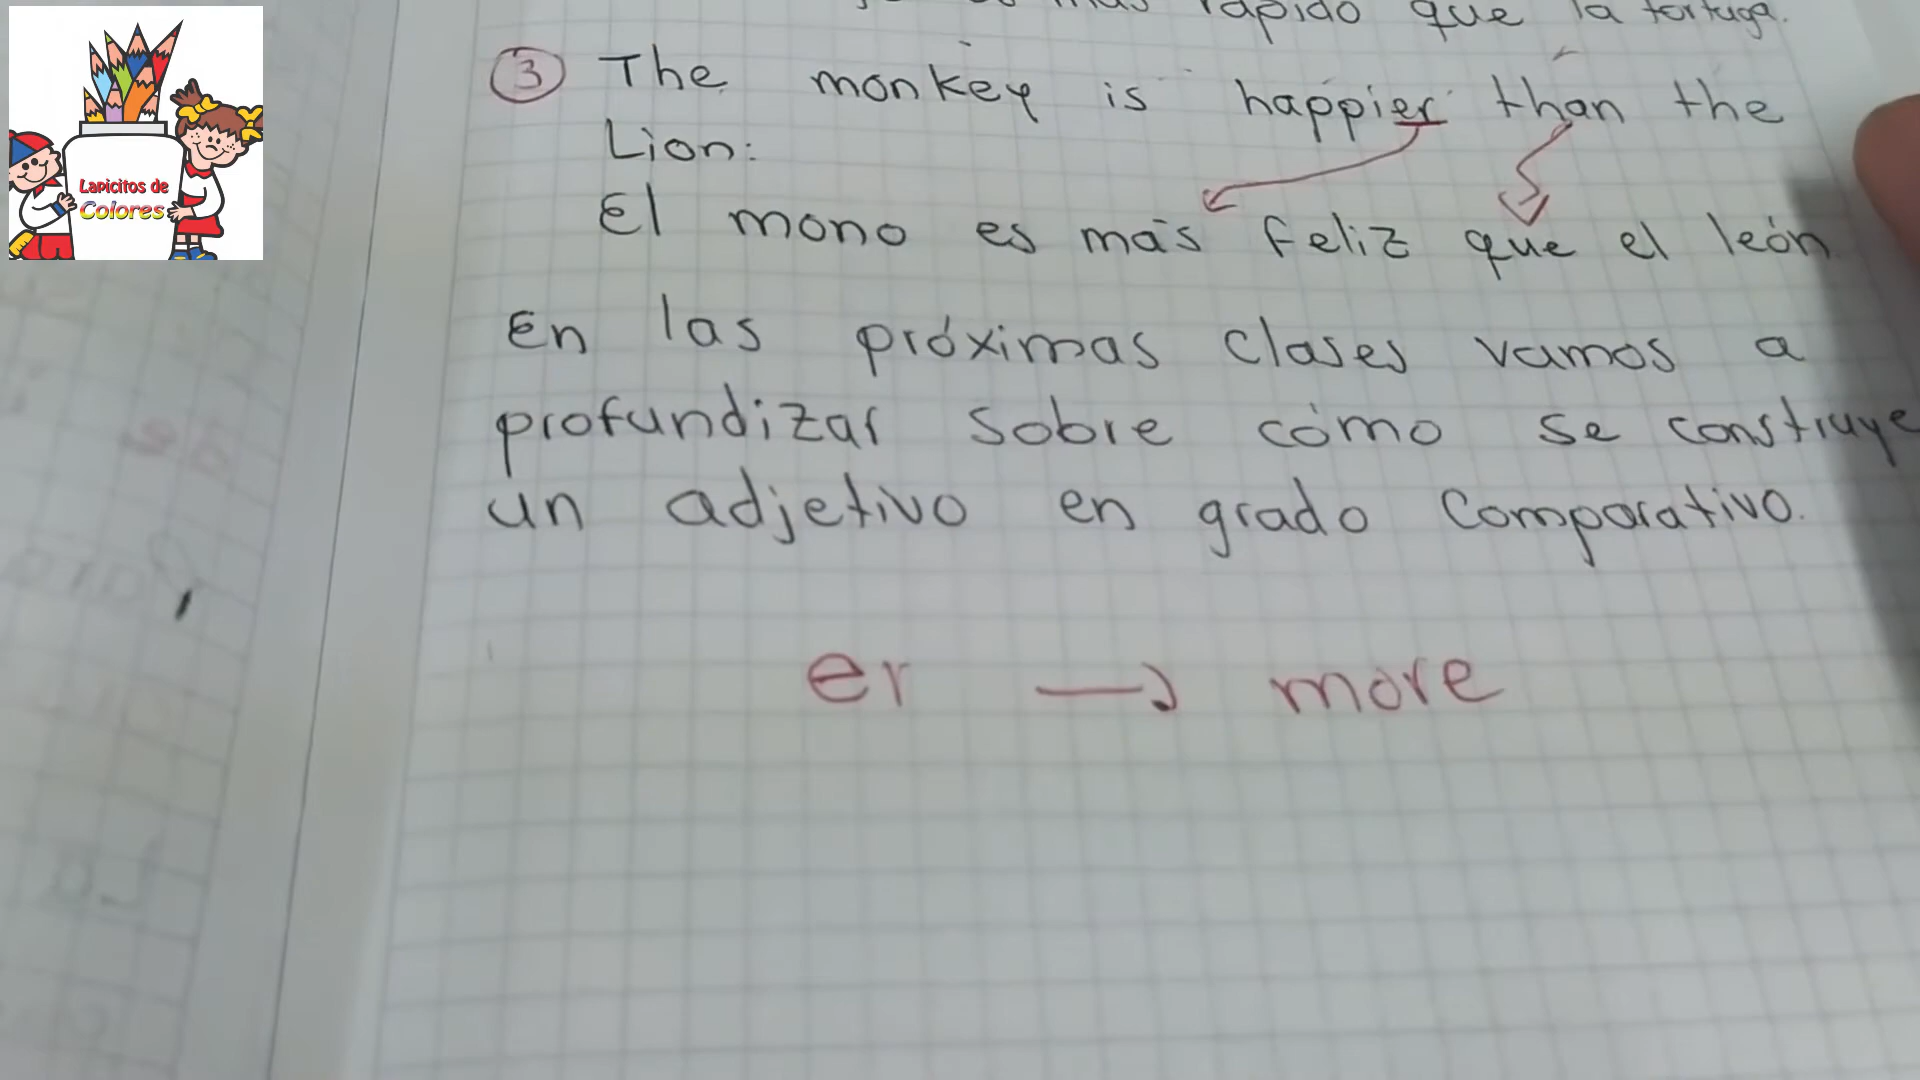 rápido que la tortuga.
3 The monkey is happier than the
Lion:
El mono es más feliz que el león
En las próximas clases vamos a
profundizar sobre cómo se construye
un adjetivo en grado comparativo.
er → more
Lapicitos de
Colores